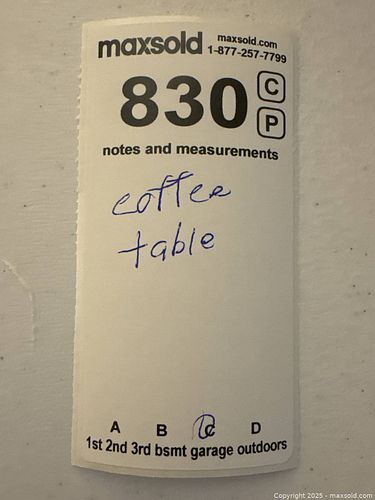 maxsold maxsold.com
1-877-257-7799
830 C
P
notes and measurements
coffee
table
A B C D
1st 2nd 3rd bsmt garage outdoors
Copyright 2025 - maxsold.com